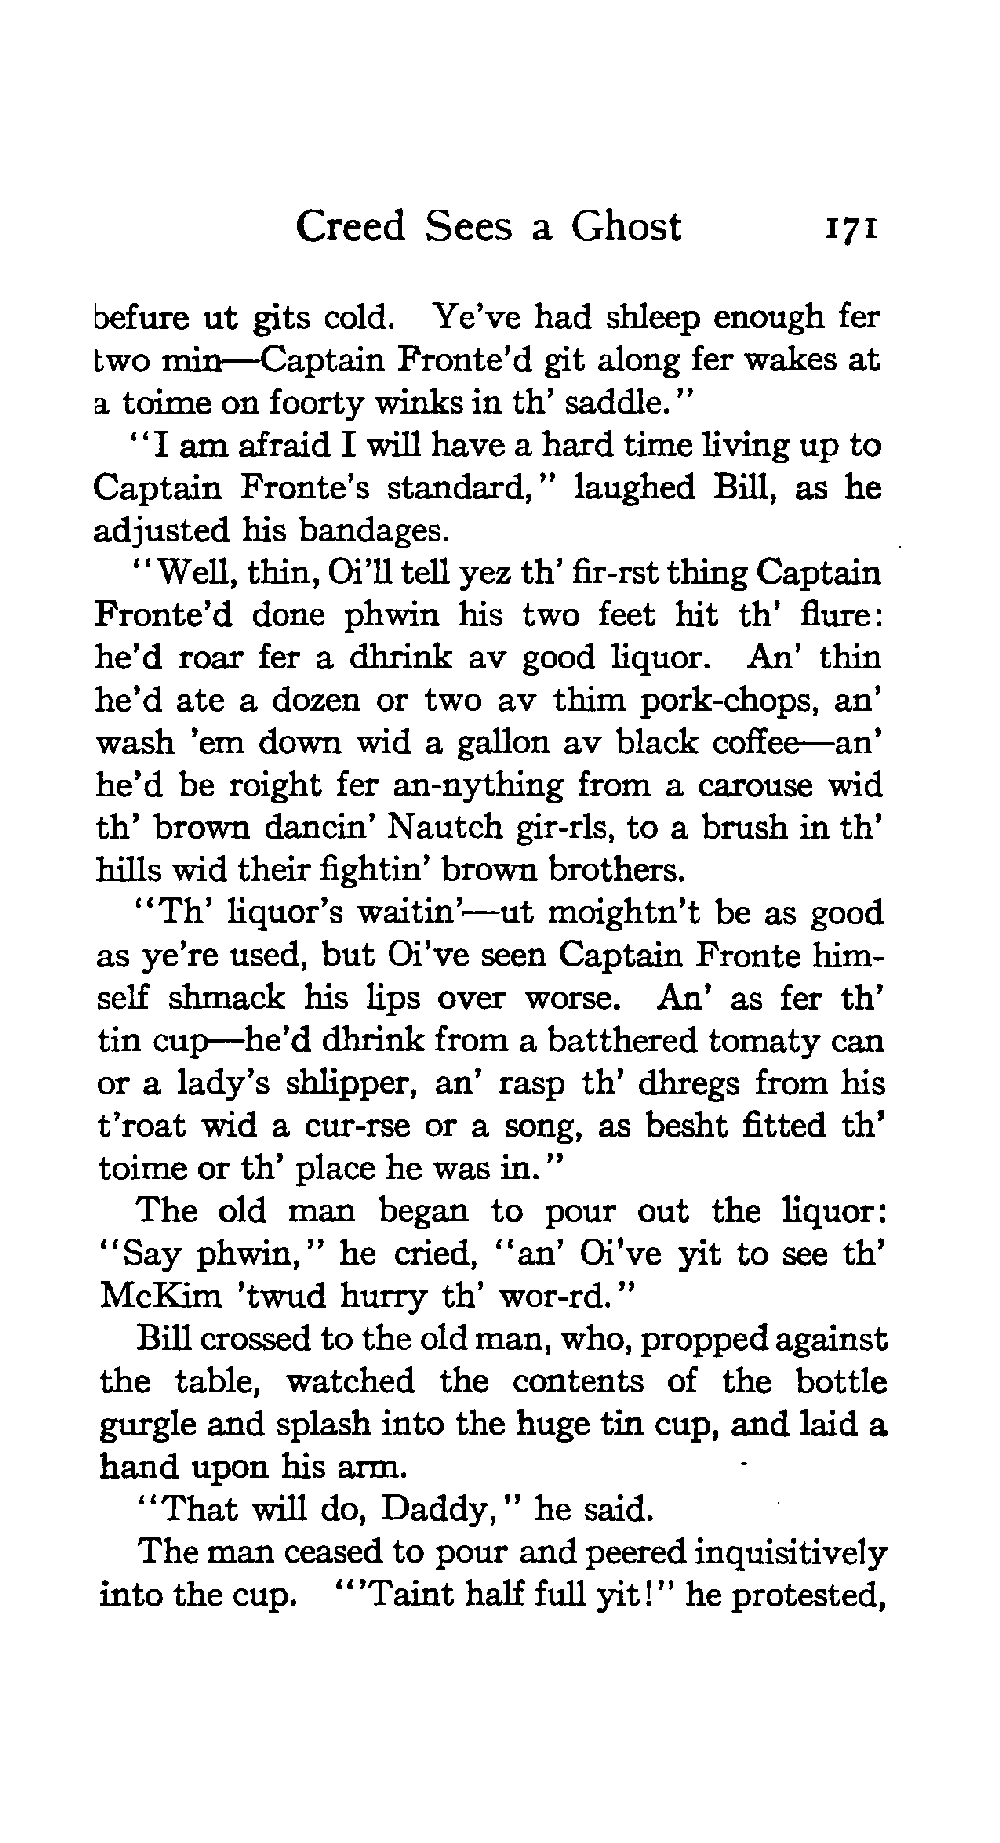 Creed Sees a Ghost 171
befure ut gits cold. Ye've had shleep enough fer
two min—Captain Fronte'd git along fer wakes at
a toime on foorty winks in th' saddle."
"I am afraid I will have a hard time living up to
Captain Fronte's standard," laughed Bill, as he
adjusted his bandages.
"Well, thin, Oi'll tell yez th' fir-rst thing Captain
Fronte'd done phwin his two feet hit th' flure:
he'd roar fer a dhrink av good liquor. An' thin
he'd ate a dozen or two av thim pork-chops, an'
wash 'em down wid a gallon av black coffee—an'
he'd be roight fer an-nything from a carouse wid
th' brown dancin' Nautch gir-rls, to a brush in th'
hills wid their fightin' brown brothers.
"Th' liquor's waitin'—ut moightn't be as good
as ye're used, but Oi've seen Captain Fronte him-
self shmack his lips over worse. An' as fer th'
tin cup—he'd dhrink from a batthered tomaty can
or a lady's shlipper, an' rasp th' dhregs from his
t'roat wid a cur-rse or a song, as besht fitted th'
toime or th' place he was in."
The old man began to pour out the liquor:
"Say phwin," he cried, "an' Oi've yit to see th'
McKim 'twud hurry th' wor-rd."
Bill crossed to the old man, who, propped against
the table, watched the contents of the bottle
gurgle and splash into the huge tin cup, and laid a
hand upon his arm.
"That will do, Daddy," he said.
The man ceased to pour and peered inquisitively
into the cup. "'Taint half full yit!" he protested,